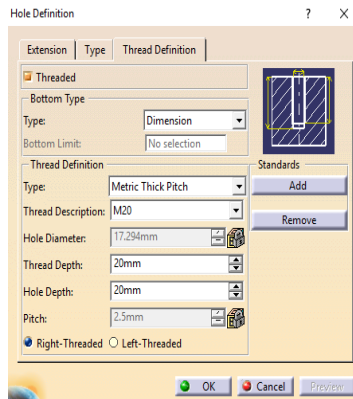 Hole Definition ? X
Extension Type Thread Definition
Threaded
Bottom Type
Type: Dimension
Bottom Limit: No selection
Thread Definition
Type: Metric Thick Pitch
Thread Description: M20
Hole Diameter: 17.294mm
Thread Depth: 20mm
Hole Depth: 20mm
Pitch: 2.5mm
Right-Threaded Left-Threaded
Standards
Add
Remove
OK Cancel Preview